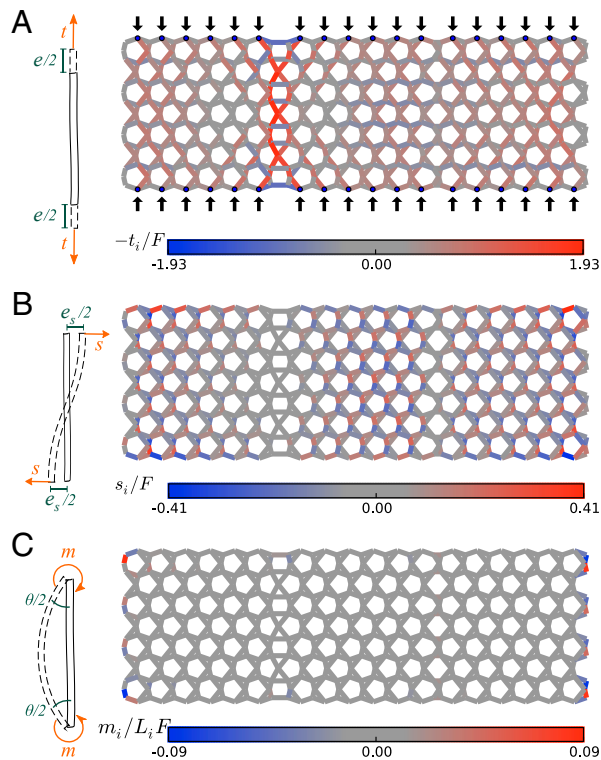 A
t
e/2
e/2
t
−t_i/F
-1.93 0.00 1.93
B
e_s/2
s
s
e_s/2
s_i/F
-0.41 0.00 0.41
C
m
θ/2
θ/2
m
m_i/L_iF
-0.09 0.00 0.09